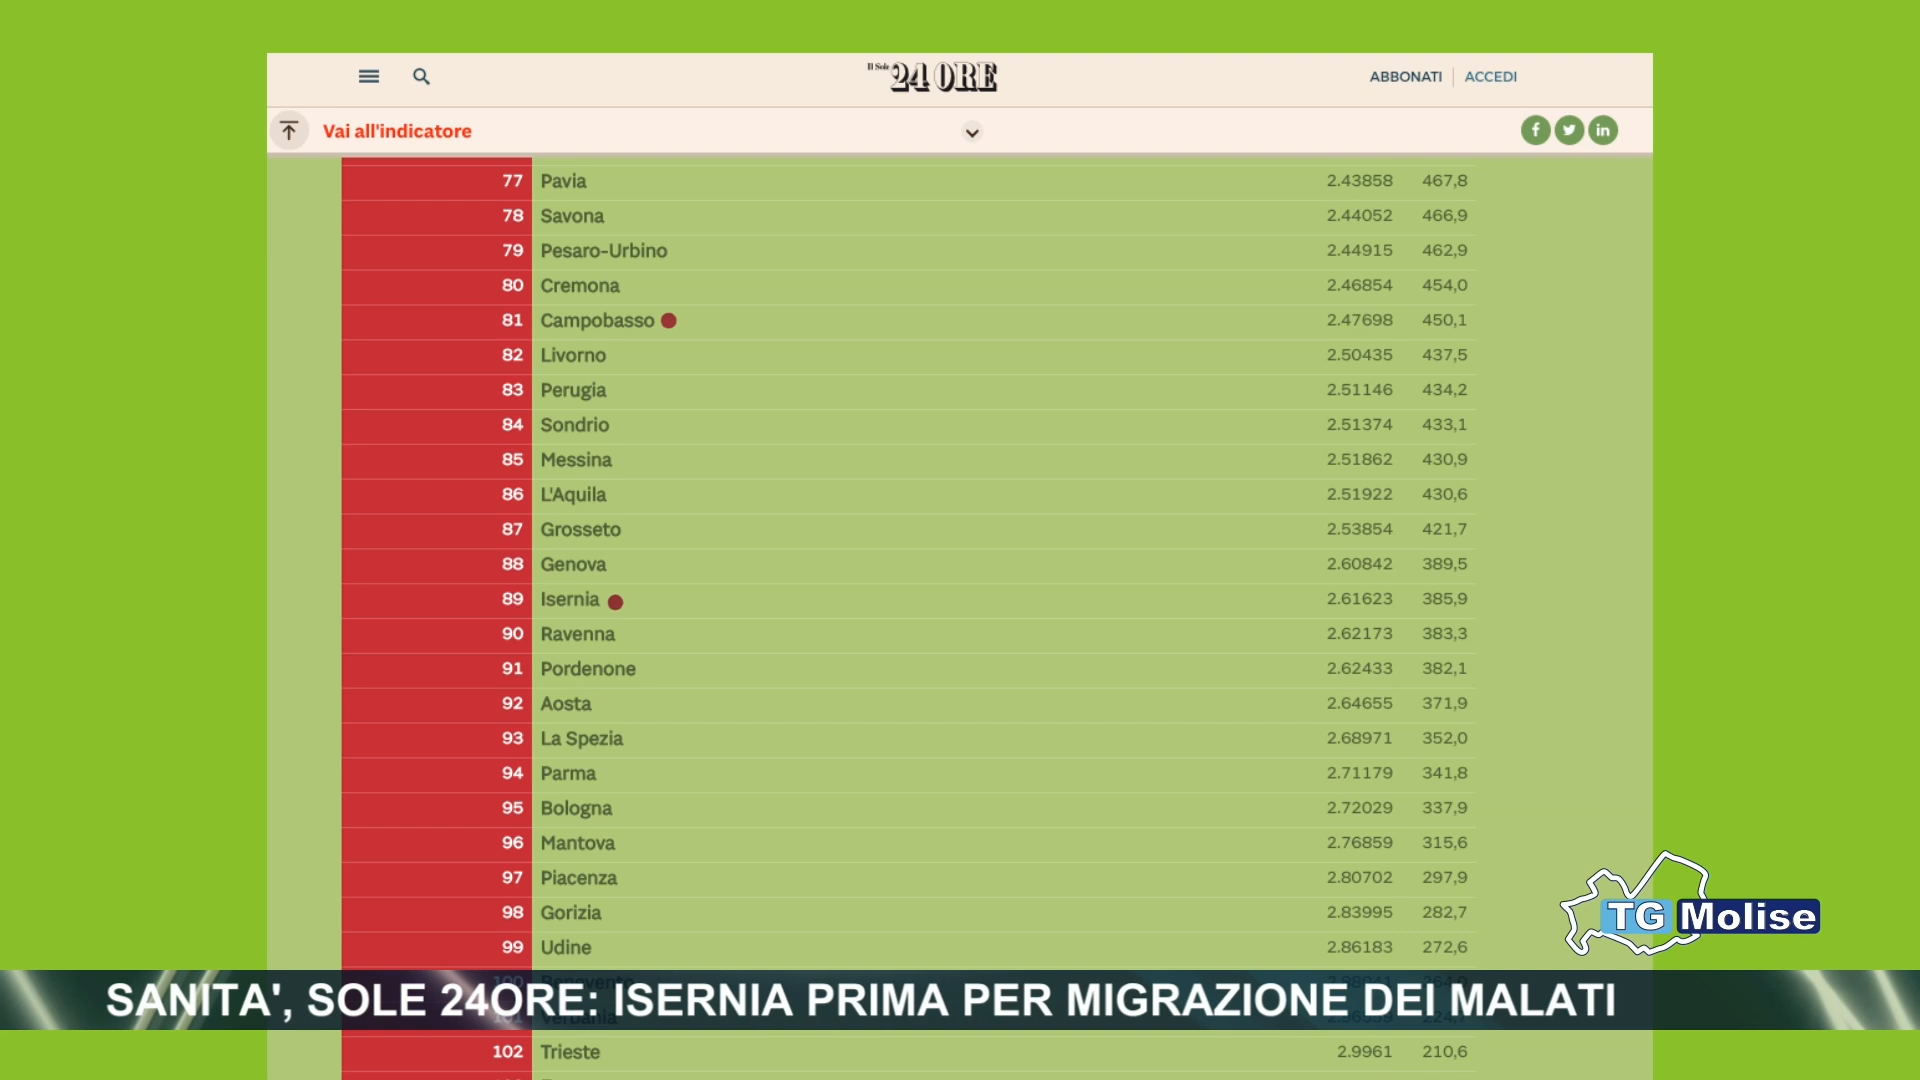 Il Sole 24 ORE
ABBONATI ACCEDI
Vai all'indicatore
77 Pavia 2.43858 467,8
78 Savona 2.44052 466,9
79 Pesaro-Urbino 2.44915 462,9
80 Cremona 2.46854 454,0
81 Campobasso 2.47698 450,1
82 Livorno 2.50435 437,5
83 Perugia 2.51146 434,2
84 Sondrio 2.51374 433,1
85 Messina 2.51862 430,9
86 L'Aquila 2.51922 430,6
87 Grosseto 2.53854 421,7
88 Genova 2.60842 389,5
89 Isernia 2.61623 385,9
90 Ravenna 2.62173 383,3
91 Pordenone 2.62433 382,1
92 Aosta 2.64655 371,9
93 La Spezia 2.68971 352,0
94 Parma 2.71179 341,8
95 Bologna 2.72029 337,9
96 Mantova 2.76859 315,6
97 Piacenza 2.80702 297,9
98 Gorizia 2.83995 282,7
99 Udine 2.86183 272,6
TG Molise
100 Benevento
SANITA', SOLE 24ORE: ISERNIA PRIMA PER MIGRAZIONE DEI MALATI
101 Verbania
102 Trieste 2.9961 210,6